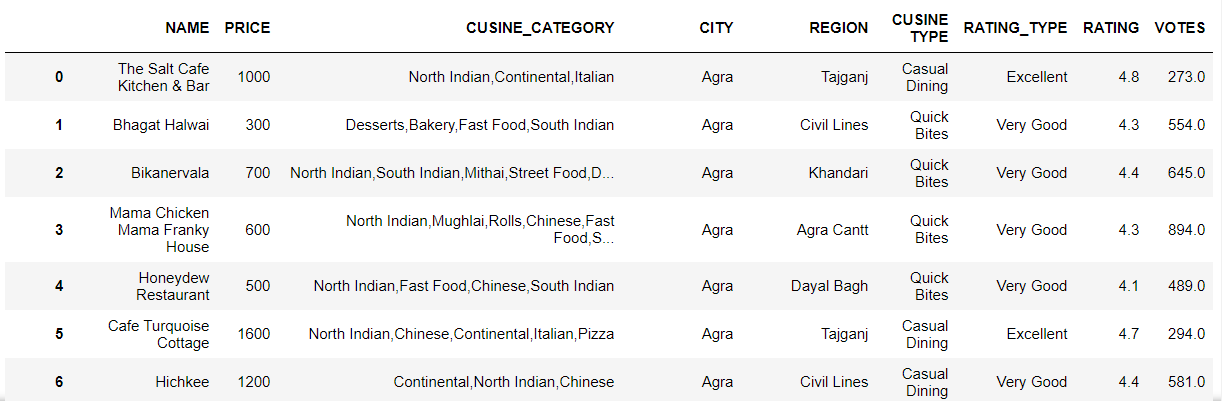 NAME PRICE CUSINE_CATEGORY CITY REGION CUSINE TYPE RATING_TYPE RATING VOTES
0 The Salt Cafe Kitchen & Bar 1000 North Indian,Continental,Italian Agra Tajganj Casual Dining Excellent 4.8 273.0
1 Bhagat Halwai 300 Desserts,Bakery,Fast Food,South Indian Agra Civil Lines Quick Bites Very Good 4.3 554.0
2 Bikanervala 700 North Indian,South Indian,Mithai,Street Food,D... Agra Khandari Quick Bites Very Good 4.4 645.0
3 Mama Chicken Mama Franky House 600 North Indian,Mughlai,Rolls,Chinese,Fast Food,S... Agra Agra Cantt Quick Bites Very Good 4.3 894.0
4 Honeydew Restaurant 500 North Indian,Fast Food,Chinese,South Indian Agra Dayal Bagh Quick Bites Very Good 4.1 489.0
5 Cafe Turquoise Cottage 1600 North Indian,Chinese,Continental,Italian,Pizza Agra Tajganj Casual Dining Excellent 4.7 294.0
6 Hichkee 1200 Continental,North Indian,Chinese Agra Civil Lines Casual Dining Very Good 4.4 581.0